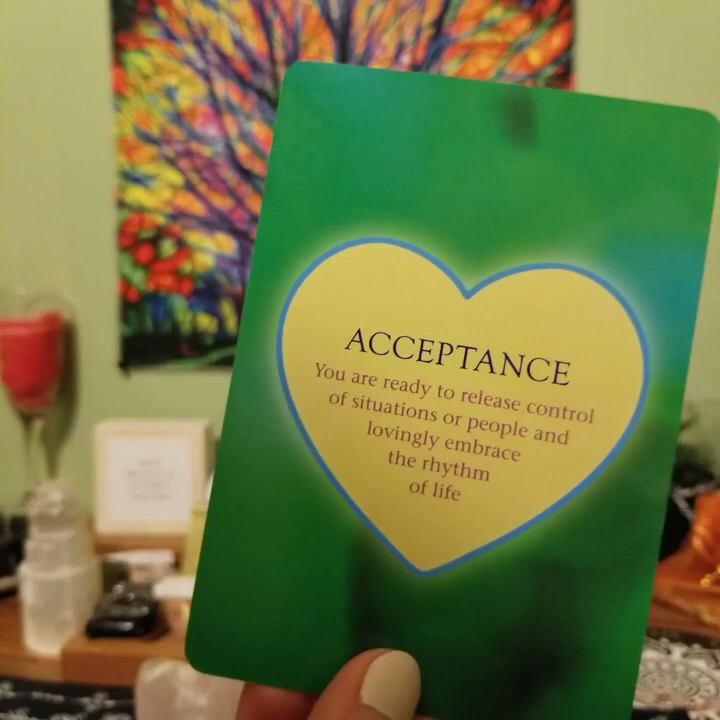 ACCEPTANCE
You are ready to release control
of situations or people and
lovingly embrace
the rhythm
of life